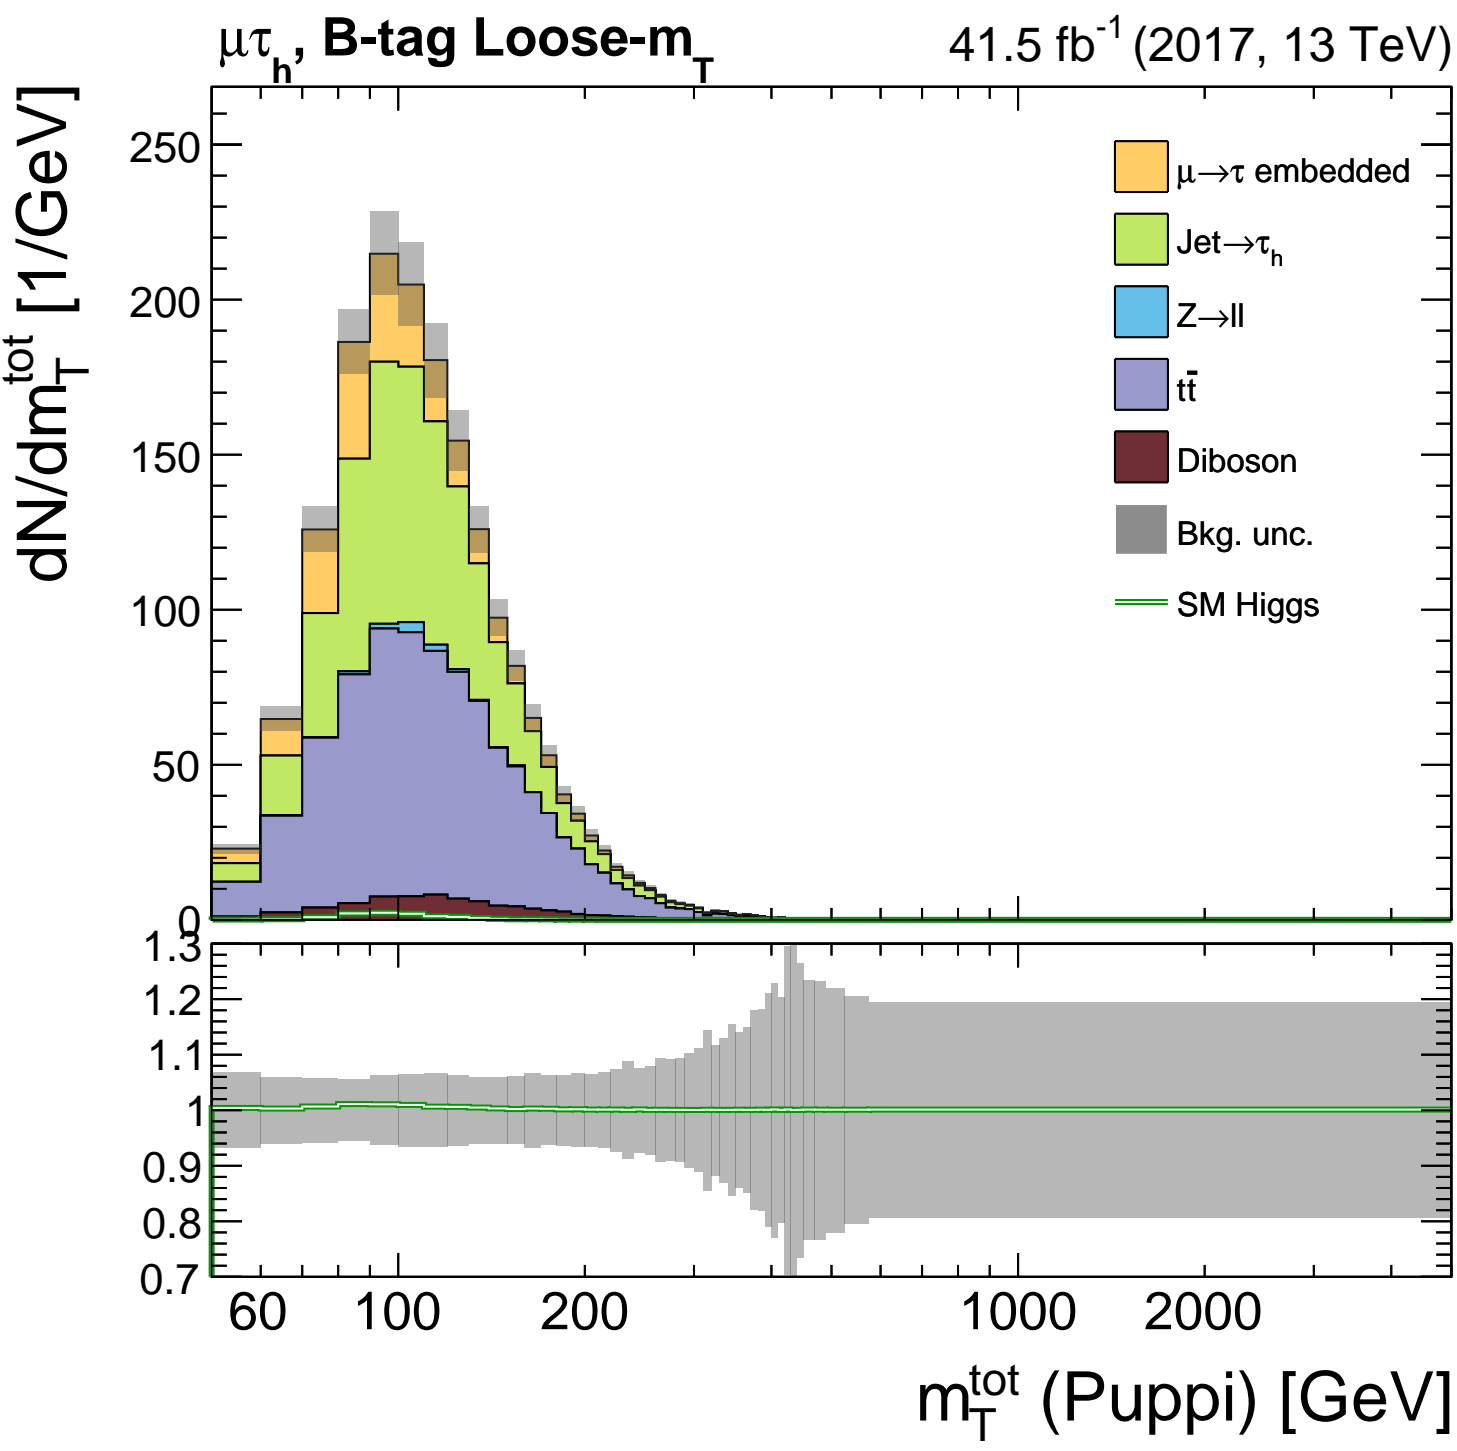 μτh, B-tag Loose-mT
41.5 fb-1 (2017, 13 TeV)
dN/dmTtot [1/GeV]
250
200
150
100
50
0
μ→τ embedded
Jet→τh
Z→ll
tt̄
Diboson
Bkg. unc.
SM Higgs
1.3
1.2
1.1
1
0.9
0.8
0.7
60 100 200 1000 2000
mTtot (Puppi) [GeV]